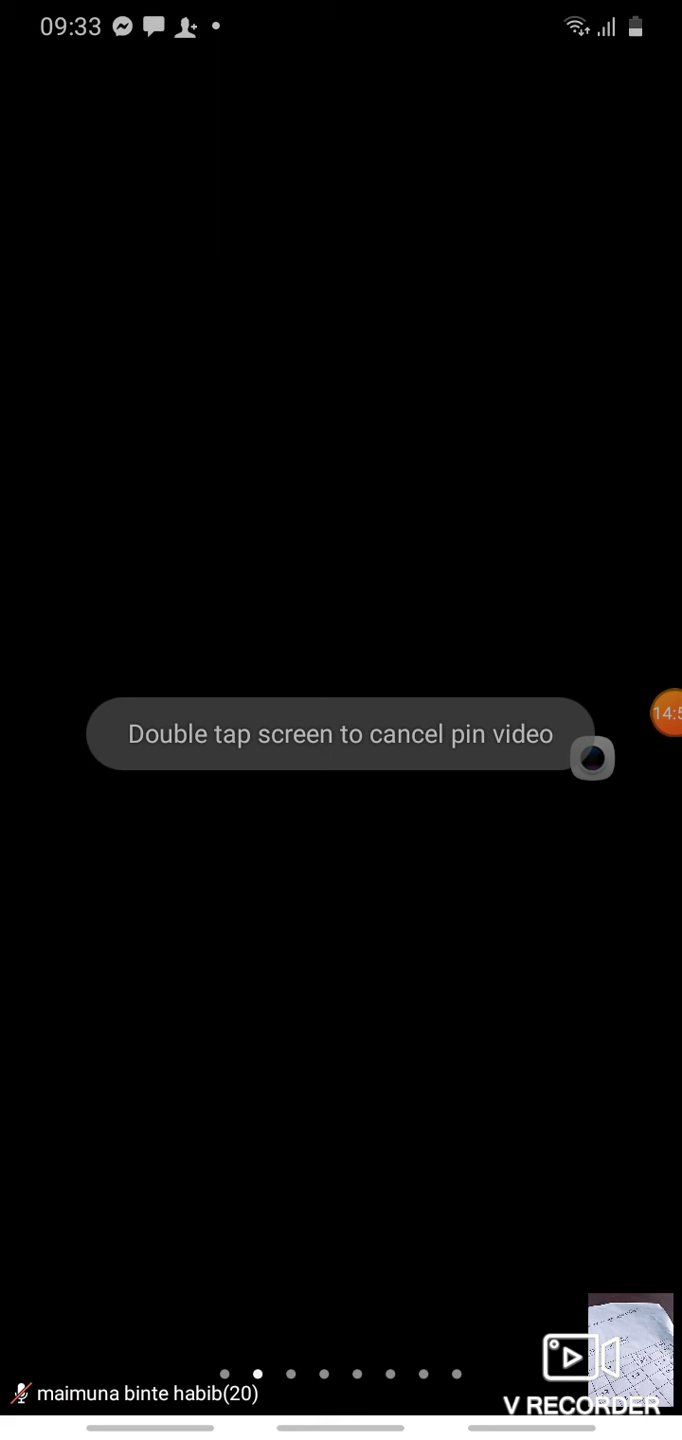 09:33
Double tap screen to cancel pin video
maimuna binte habib(20)
V RECORDER